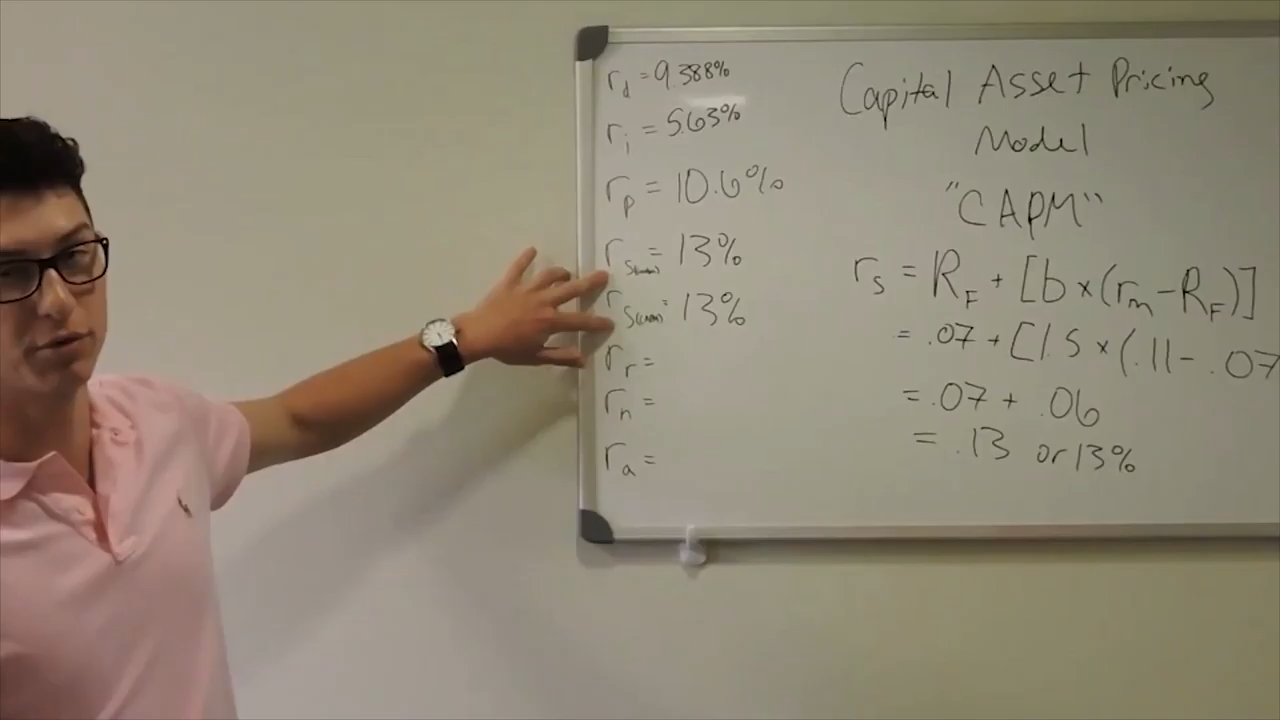 r_d = 9.388%
r_i = 5.63%
r_p = 10.6%
r_s = 13%
r_s = 13%
r_r =
r_n =
r_a =
Capital Asset Pricing
Model
"CAPM"
r_s = R_F + [b × (r_m - R_F)]
= .07 + [1.5 × (.11 - .07
= .07 + .06
= .13 or 13%